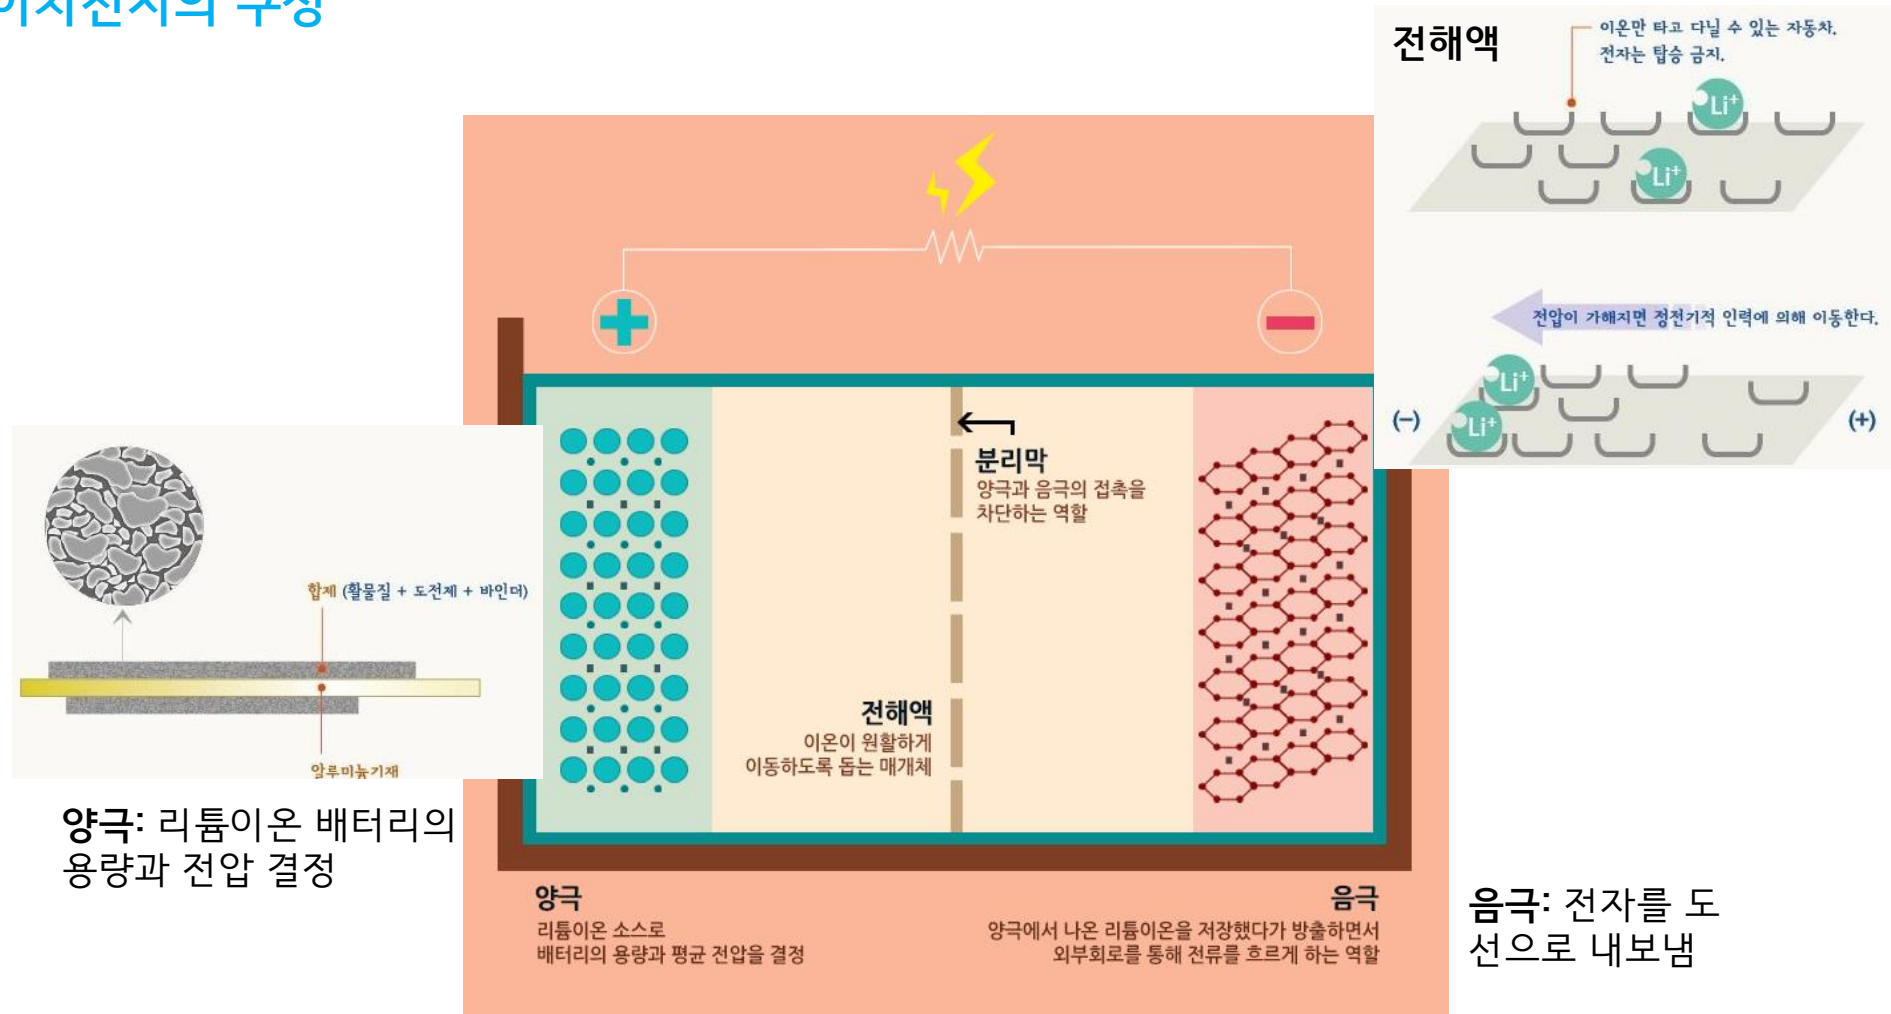 이차전지의 구성
전해액
이온만 타고 다닐 수 있는 자동차.
전자는 탑승 금지.
Li⁺
Li⁺
전압이 가해지면 정전기적 인력에 의해 이동한다.
Li⁺
Li⁺
(−)
(+)
분리막
양극과 음극의 접촉을
차단하는 역할
합제 (활물질 + 도전제 + 바인더)
알루미늄기재
전해액
이온이 원활하게
이동하도록 돕는 매개체
양극: 리튬이온 배터리의
용량과 전압 결정
양극
리튬이온 소스로
배터리의 용량과 평균 전압을 결정
음극
양극에서 나온 리튬이온을 저장했다가 방출하면서
외부회로를 통해 전류를 흐르게 하는 역할
음극: 전자를 도
선으로 내보냄